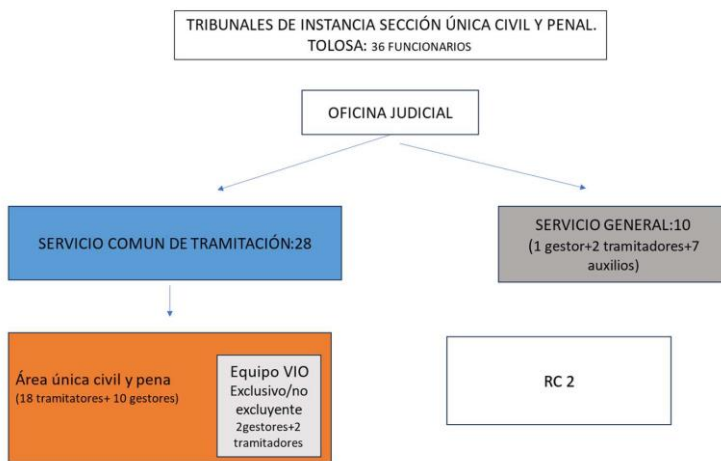 TRIBUNALES DE INSTANCIA SECCIÓN ÚNICA CIVIL Y PENAL.
TOLOSA: 36 FUNCIONARIOS
OFICINA JUDICIAL
SERVICIO COMUN DE TRAMITACIÓN:28
SERVICIO GENERAL:10
(1 gestor+2 tramitadores+7
auxilios)
Área única civil y pena
(18 tramitatores+ 10 gestores)
Equipo VIO
Exclusivo/no
excluyente
2gestores+2
tramitadores
RC 2